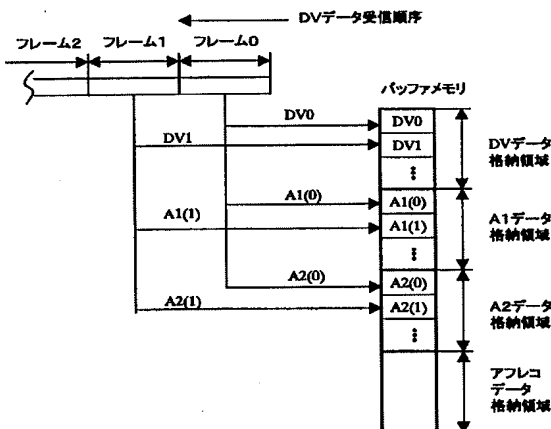 DVデータ受信順序
フレーム2 フレーム1 フレーム0
バッファメモリ
DV0
DV1
DV0
DV1
⋮
DVデータ
格納領域
A1(0)
A1(1)
A1(0)
A1(1)
⋮
A1データ
格納領域
A2(0)
A2(1)
A2(0)
A2(1)
⋮
A2データ
格納領域
アフレコ
データ
格納領域